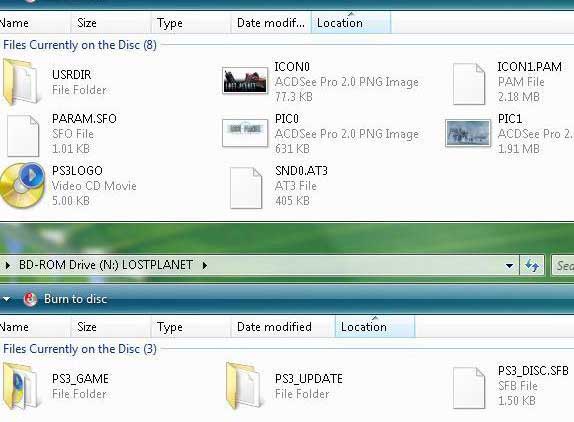 Name Size Type Date modif... Location
Files Currently on the Disc (8)
USRDIR
File Folder
ICON0
ACDSee Pro 2.0 PNG Image
77.3 KB
ICON1.PAM
PAM File
2.18 MB
PARAM.SFO
SFO File
1.01 KB
PIC0
ACDSee Pro 2.0 PNG Image
631 KB
PIC1
ACDSee Pro 2.
1.91 MB
PS3LOGO
Video CD Movie
5.00 KB
SND0.AT3
AT3 File
405 KB
BD-ROM Drive (N:) LOSTPLANET
Sea
Burn to disc
Name Size Type Date modified Location
Files Currently on the Disc (3)
PS3_GAME
File Folder
PS3_UPDATE
File Folder
PS3_DISC.SFB
SFB File
1.50 KB